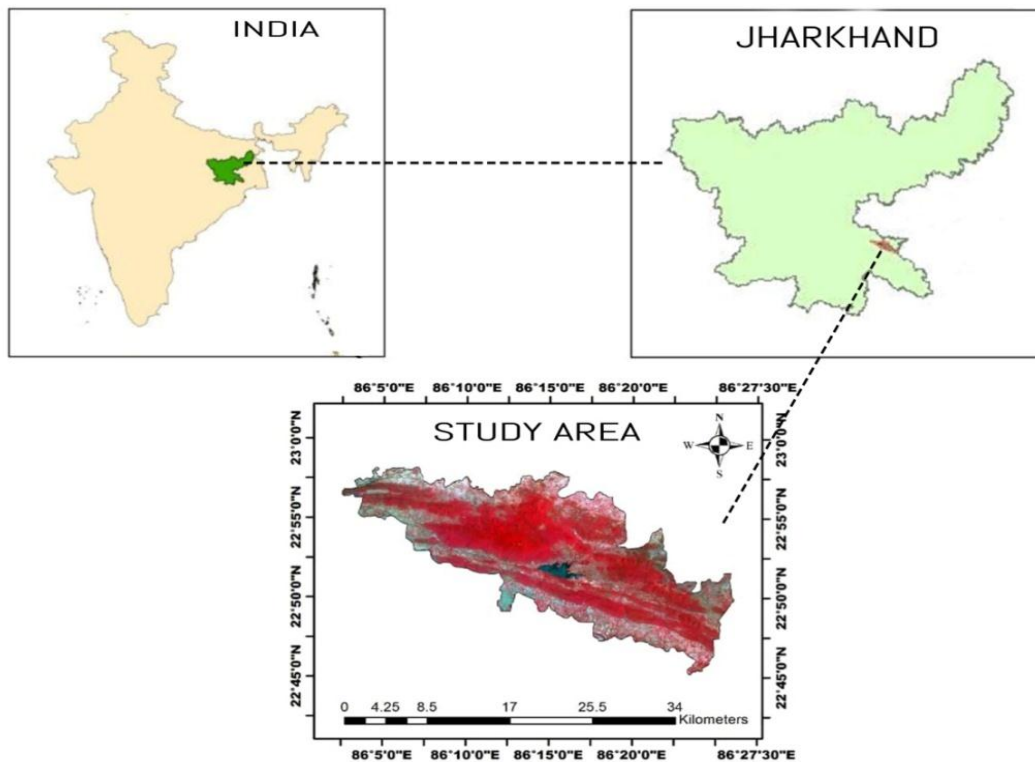 INDIA
JHARKHAND
86°5'0"E 86°10'0"E 86°15'0"E 86°20'0"E 86°27'30"E
STUDY AREA
N
W E
S
23°0'0"N
22°55'0"N
22°50'0"N
22°45'0"N
23°0'0"N
22°55'0"N
22°50'0"N
22°45'0"N
0 4.25 8.5 17 25.5 34
Kilometers
86°5'0"E 86°10'0"E 86°15'0"E 86°20'0"E 86°27'30"E